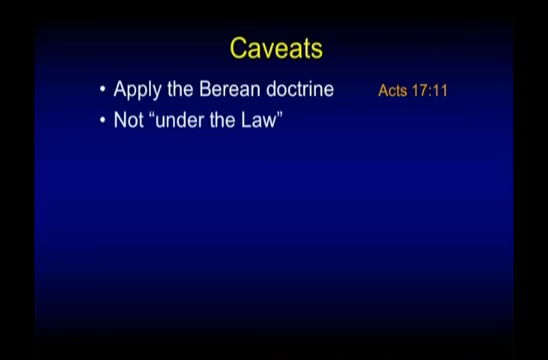 Caveats
• Apply the Berean doctrine Acts 17:11
• Not “under the Law”